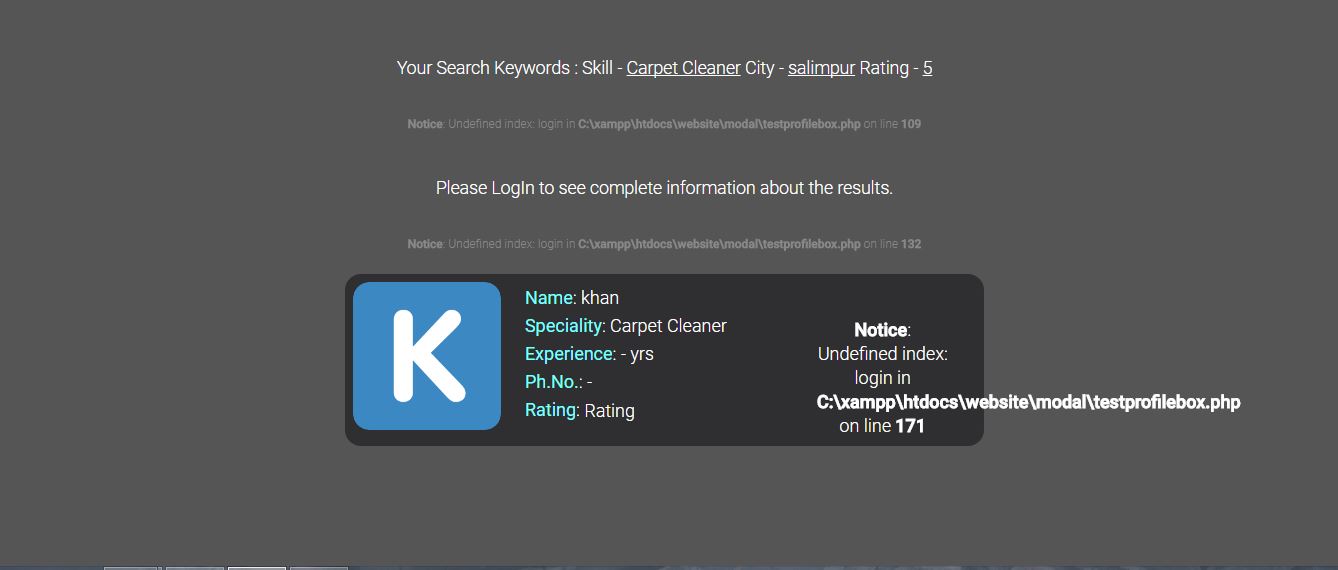 Your Search Keywords : Skill - Carpet Cleaner City - salimpur Rating - 5
Notice: Undefined index: login in C:\xampp\htdocs\website\modal\testprofilebox.php on line 109
Please LogIn to see complete information about the results.
Notice: Undefined index: login in C:\xampp\htdocs\website\modal\testprofilebox.php on line 132
K
Name: khan
Speciality: Carpet Cleaner
Experience: - yrs
Ph.No.: -
Rating: Rating
Notice:
Undefined index:
login in
C:\xampp\htdocs\website\modal\testprofilebox.php
on line 171